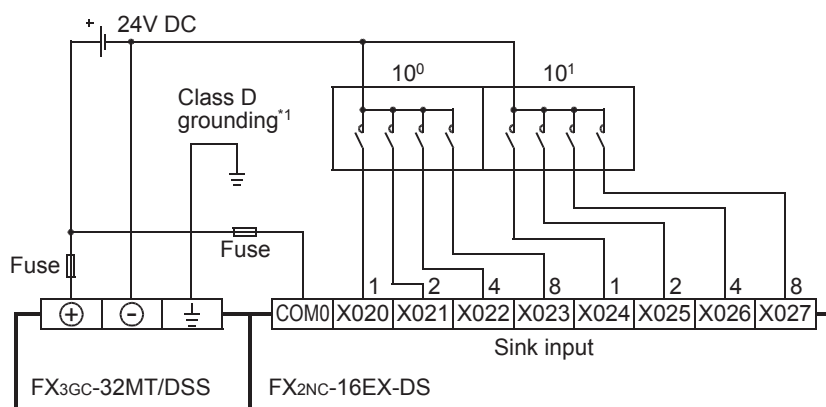 + 24V DC
10⁰ 10¹
Class D
grounding*1
Fuse
Fuse
1 2 4 8 1 2 4 8
+ - COM0 X020 X021 X022 X023 X024 X025 X026 X027
Sink input
FX3GC-32MT/DSS FX2NC-16EX-DS